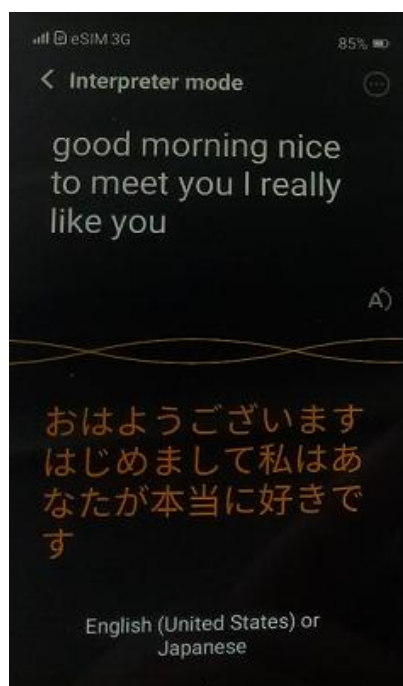 eSIM 3G
85%
Interpreter mode
good morning nice
to meet you I really
like you
A
おはようございます
はじめまして私はあ
なたが本当に好きで
す
English (United States) or
Japanese